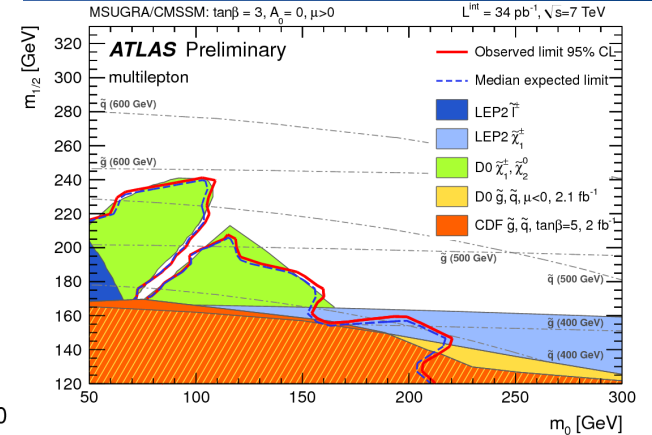 MSUGRA/CMSSM: tanβ = 3, A₀ = 0, μ>0
Lⁱⁿᵗ = 34 pb⁻¹, √s=7 TeV
m₁/₂ [GeV]
ATLAS Preliminary
multilepton
Observed limit 95% CL
Median expected limit
LEP2 l̃±
LEP2 χ̃₁±
D0 χ̃₁±, χ̃₂⁰
D0 g̃, q̃, μ<0, 2.1 fb⁻¹
CDF g̃, q̃, tanβ=5, 2 fb⁻
q̃ (600 GeV)
g̃ (600 GeV)
g̃ (500 GeV)
q̃ (500 GeV)
g̃ (400 GeV)
q̃ (400 GeV)
320
300
280
260
240
220
200
180
160
140
120
50 100 150 200 250 300
m₀ [GeV]
0